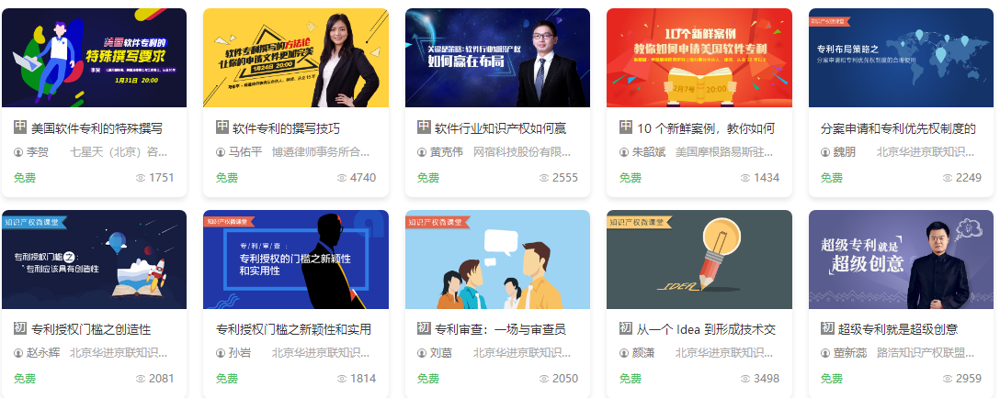 美国软件专利的
特殊撰写要求
李贺
1月31日 20:00
中 美国软件专利的特殊撰写
李贺 七星天（北京）咨...
免费 1751
软件专利撰写的方法论
让你的申请文件更加完美
1月24日 20:00
中 软件专利的撰写技巧
马佑平 博遵律师事务所合...
免费 4740
关键是策略：软件行业知识产权
如何赢在布局
中 软件行业知识产权如何赢
黄克伟 网宿科技股份有限...
免费 2555
10个新鲜案例
教你如何申请美国软件专利
2月7号 20:00
中 10 个新鲜案例，教你如何
朱韶斌 美国摩根路易斯驻...
免费 1434
知识产权微课堂
专利布局策略之
分案申请和专利优先权制度的合理使用
分案申请和专利优先权制度的
魏朋 北京华进京联知识...
免费 2249
知识产权微课堂
专利授权门槛之：
专利应该具有创造性
初 专利授权门槛之创造性
赵永辉 北京华进京联知识...
免费 2081
知识产权微课堂
专/利/审/查：
专利授权的门槛之新颖性
和实用性
专利授权门槛之新颖性和实用
孙岩 北京华进京联知识...
免费 1814
知识产权微课堂
初 专利审查：一场与审查员
刘葛 北京华进京联知识...
免费 2050
知识产权微课堂
IDEA
初 从一个 Idea 到形成技术交
颜潇 北京华进京联知识...
免费 3498
超级专利就是
超级创意
初 超级专利就是超级创意
董新蕊 路浩知识产权联盟...
免费 2959